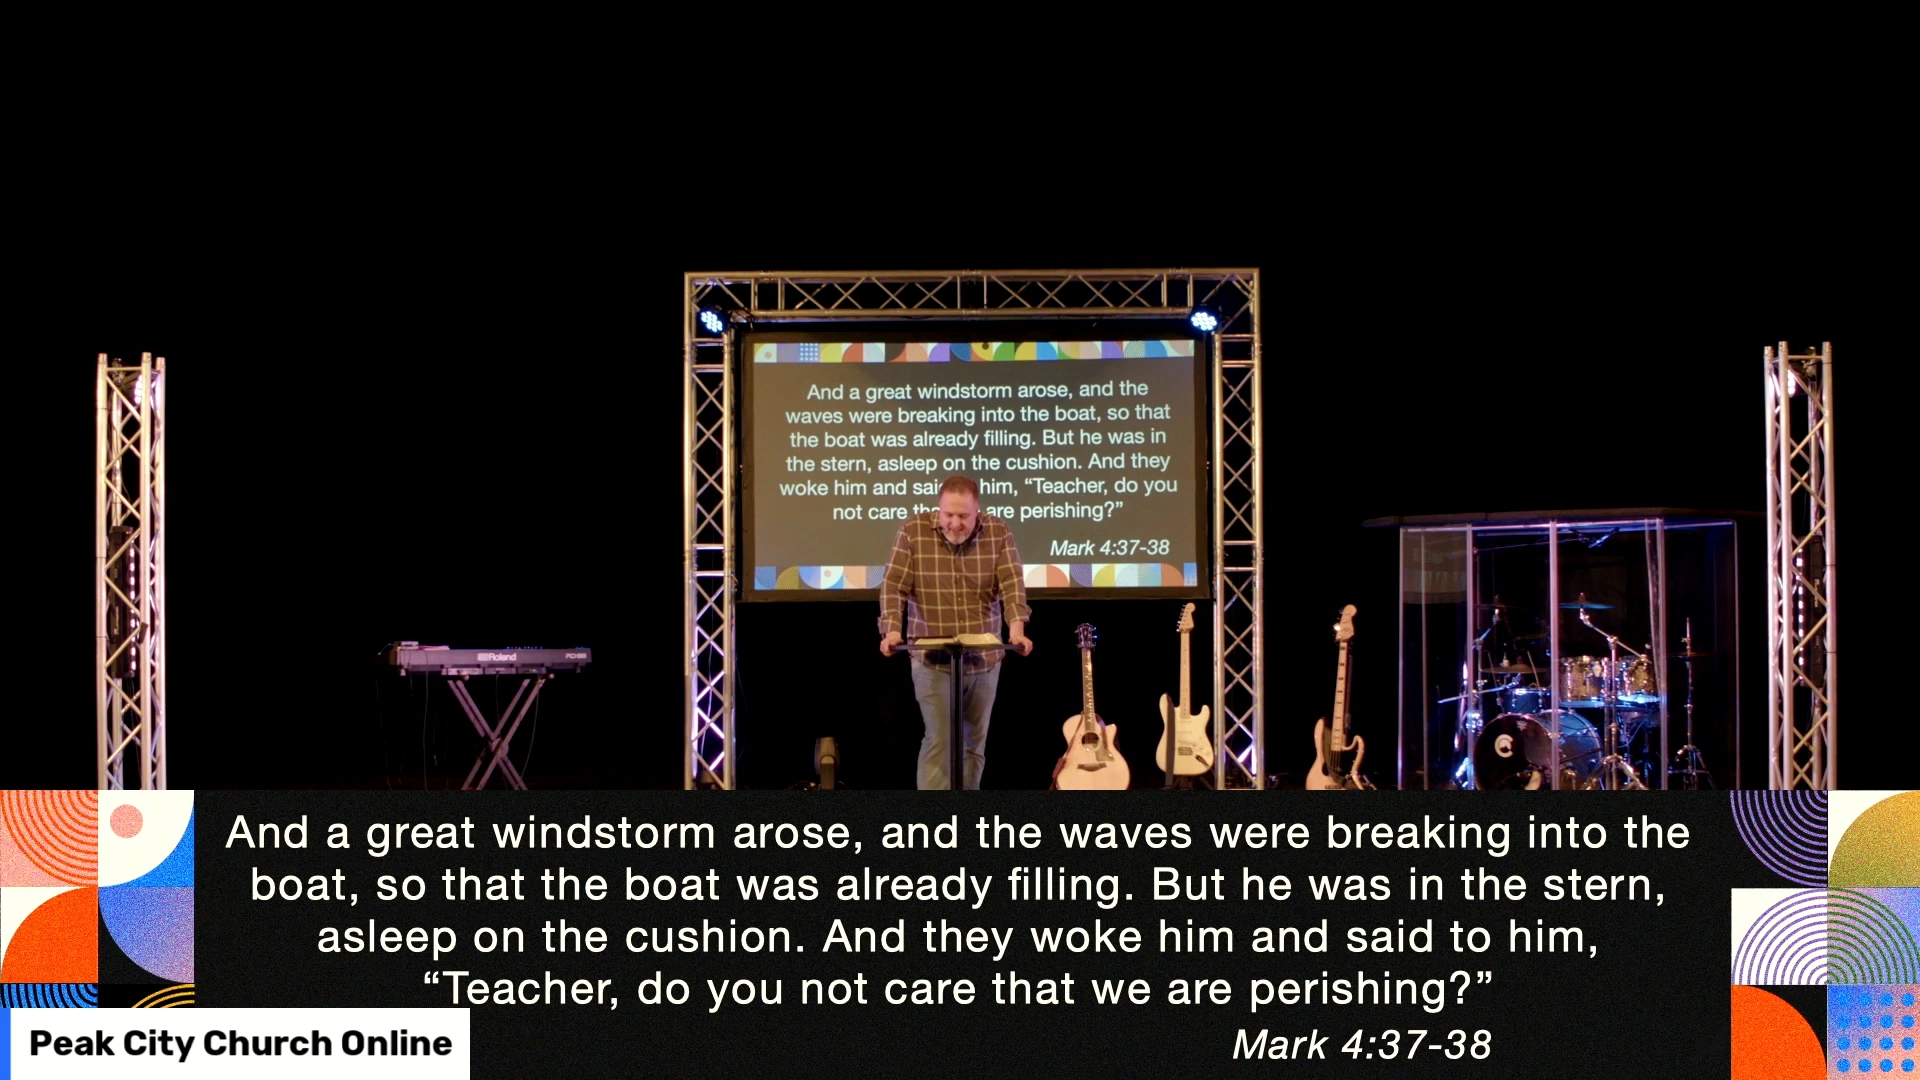 And a great windstorm arose, and the
waves were breaking into the boat, so that
the boat was already filling. But he was in
the stern, asleep on the cushion. And they
woke him and sai him, “Teacher, do you
not care are perishing?”
Mark 4:37-38
Roland
And a great windstorm arose, and the waves were breaking into the
boat, so that the boat was already filling. But he was in the stern,
asleep on the cushion. And they woke him and said to him,
“Teacher, do you not care that we are perishing?”
Mark 4:37-38
Peak City Church Online